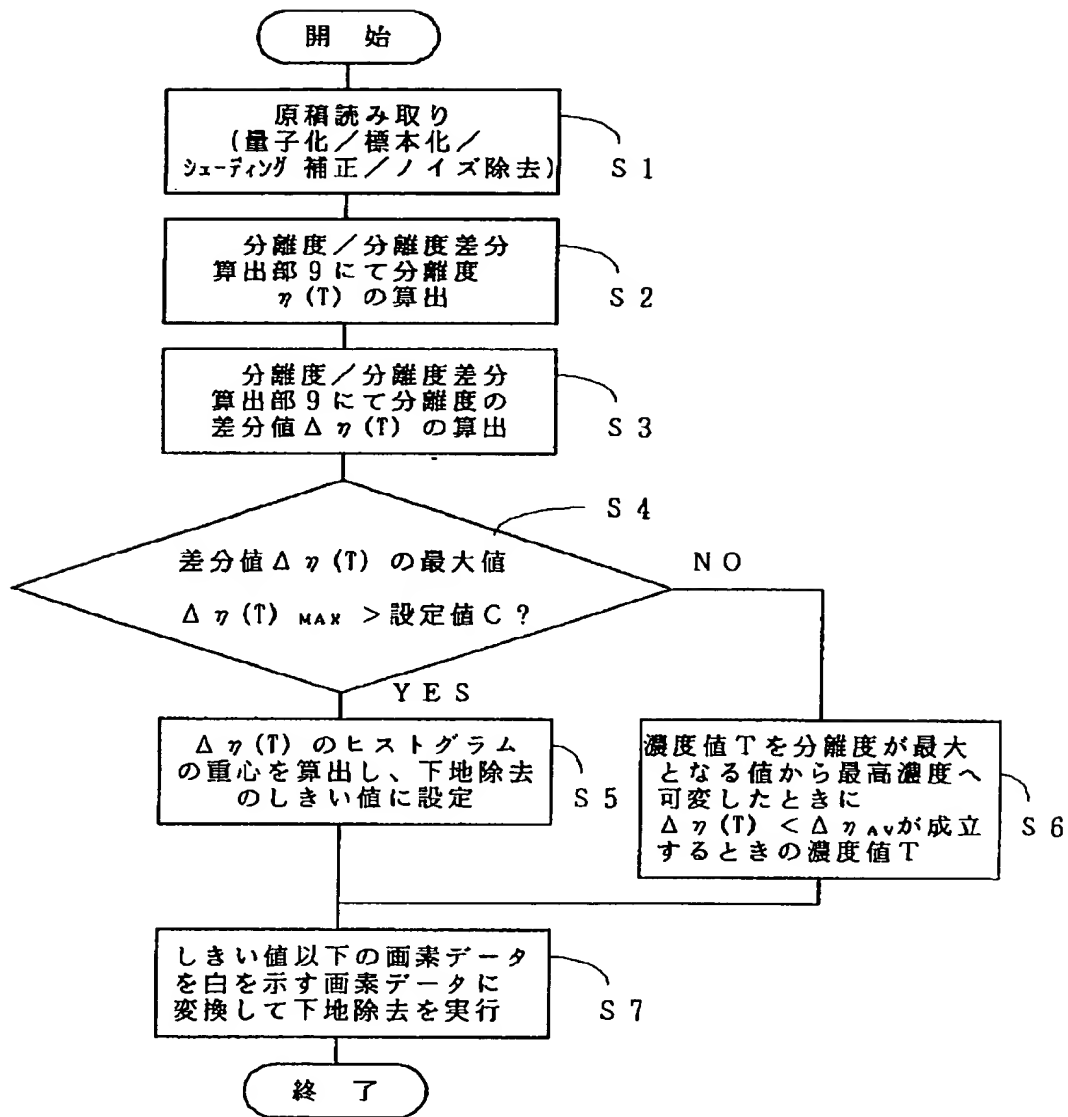 開 始
原稿読み取り
(量子化/標本化/
シューディング 補正/ノイズ除去)
S1
分離度/分離度差分
算出部9にて分離度
η(T) の算出
S2
分離度/分離度差分
算出部9にて分離度の
差分値Δη(T) の算出
S3
S4
差分値Δη(T) の最大値
Δη(T) MAX >設定値C?
NO
YES
Δη(T) のヒストグラム
の重心を算出し、下地除去
のしきい値に設定
S5
濃度値Tを分離度が最大
となる値から最高濃度へ
可変したときに
Δη(T) <ΔηAVが成立
するときの濃度値T
S6
しきい値以下の画素データ
を白を示す画素データに
変換して下地除去を実行
S7
終 了